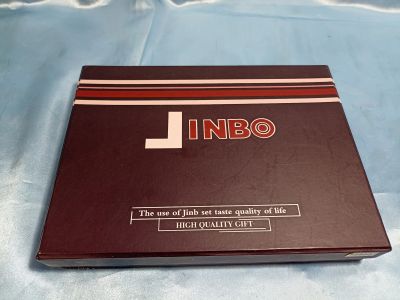 JINBO
The use of Jinb set taste quality of life
HIGH QUALITY GIFT